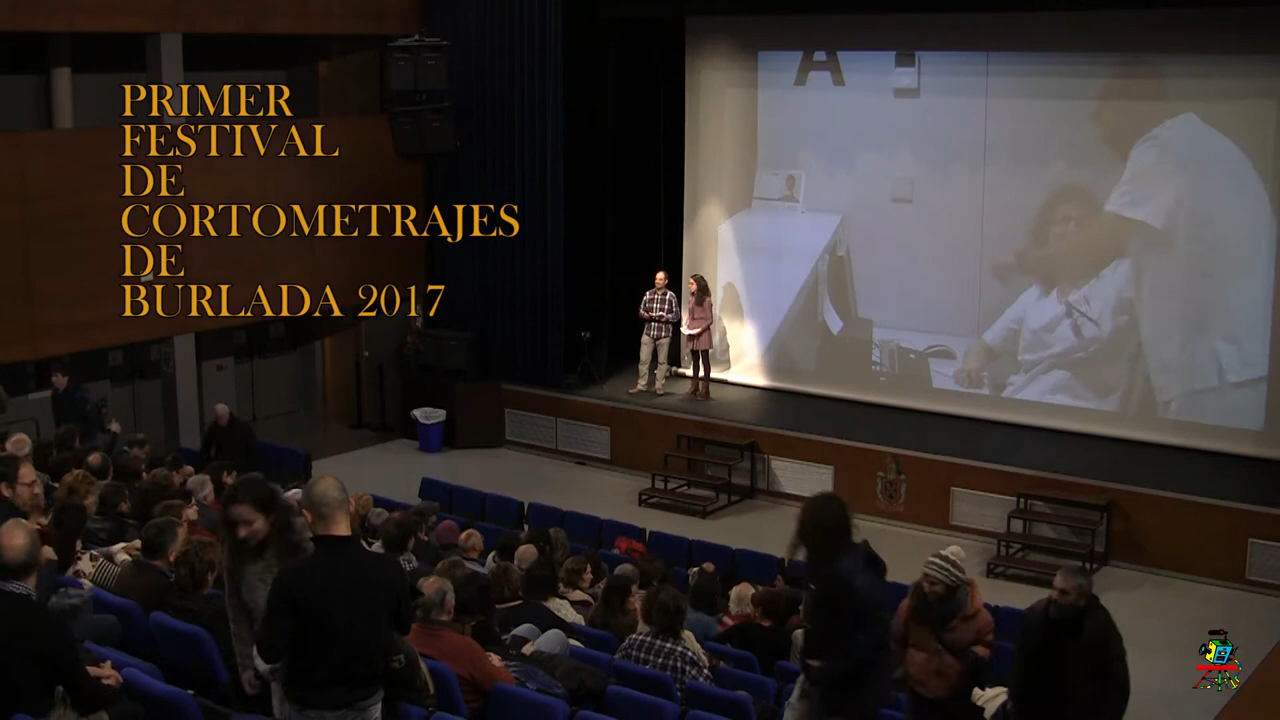 PRIMER
FESTIVAL
DE
CORTOMETRAJES
DE
BURLADA 2017
A